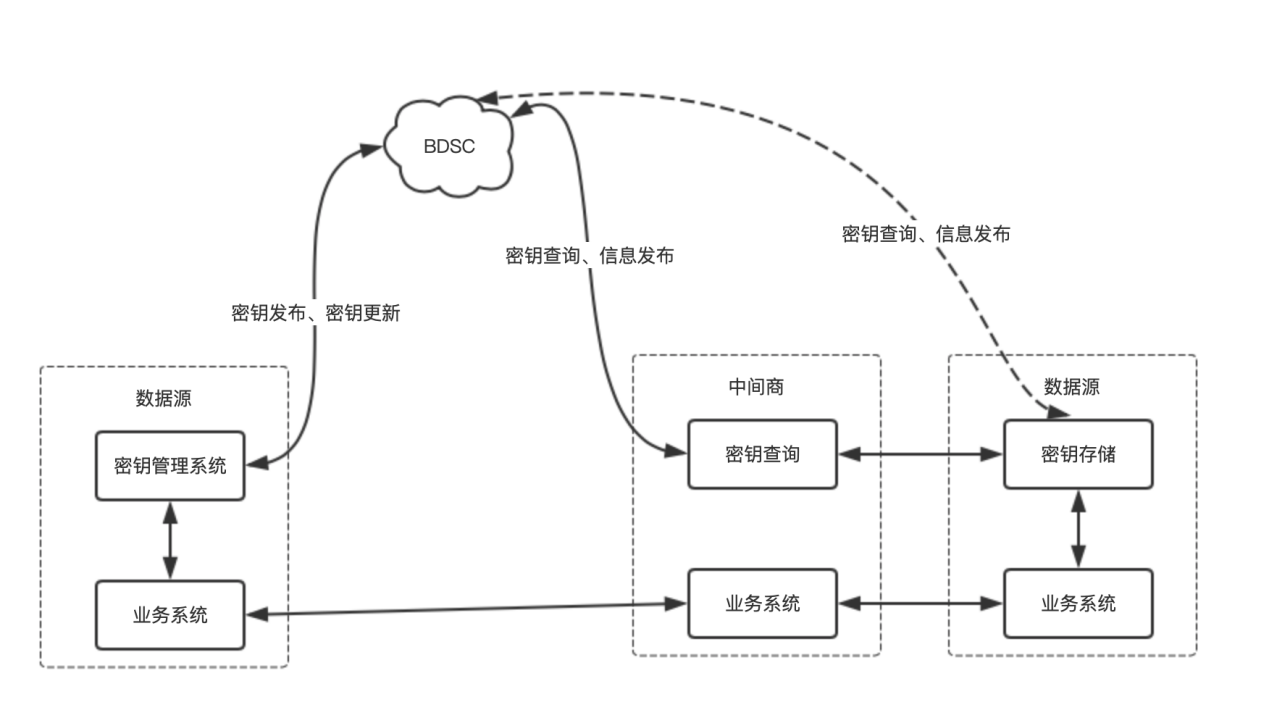 BDSC
密钥查询、信息发布
密钥查询、信息发布
密钥发布、密钥更新
数据源
密钥管理系统
业务系统
中间商
密钥查询
业务系统
数据源
密钥存储
业务系统